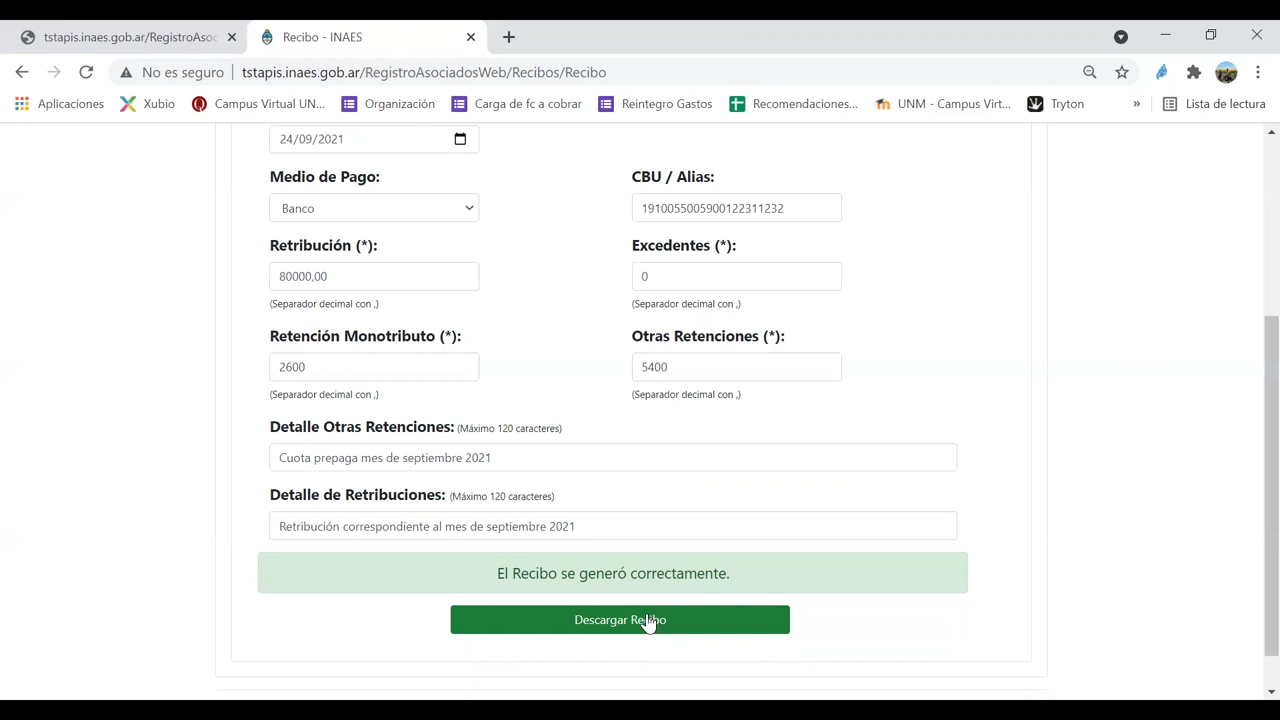 tstapis.inaes.gob.ar/RegistroAsoc
Recibo - INAES
No es seguro
tstapis.inaes.gob.ar/RegistroAsociadosWeb/Recibos/Recibo
Aplicaciones
Xubio
Campus Virtual UN...
Organización
Carga de fc a cobrar
Reintegro Gastos
Recomendaciones...
UNM - Campus Virt...
Tryton
»
Lista de lectura
24/09/2021
Medio de Pago:
CBU / Alias:
Banco
1910055005900122311232
Retribución (*):
Excedentes (*):
80000,00
0
(Separador decimal con ,)
(Separador decimal con ,)
Retención Monotributo (*):
Otras Retenciones (*):
2600
5400
(Separador decimal con ,)
(Separador decimal con ,)
Detalle Otras Retenciones: (Máximo 120 caracteres)
Cuota prepaga mes de septiembre 2021
Detalle de Retribuciones: (Máximo 120 caracteres)
Retribución correspondiente al mes de septiembre 2021
El Recibo se generó correctamente.
Descargar Recibo